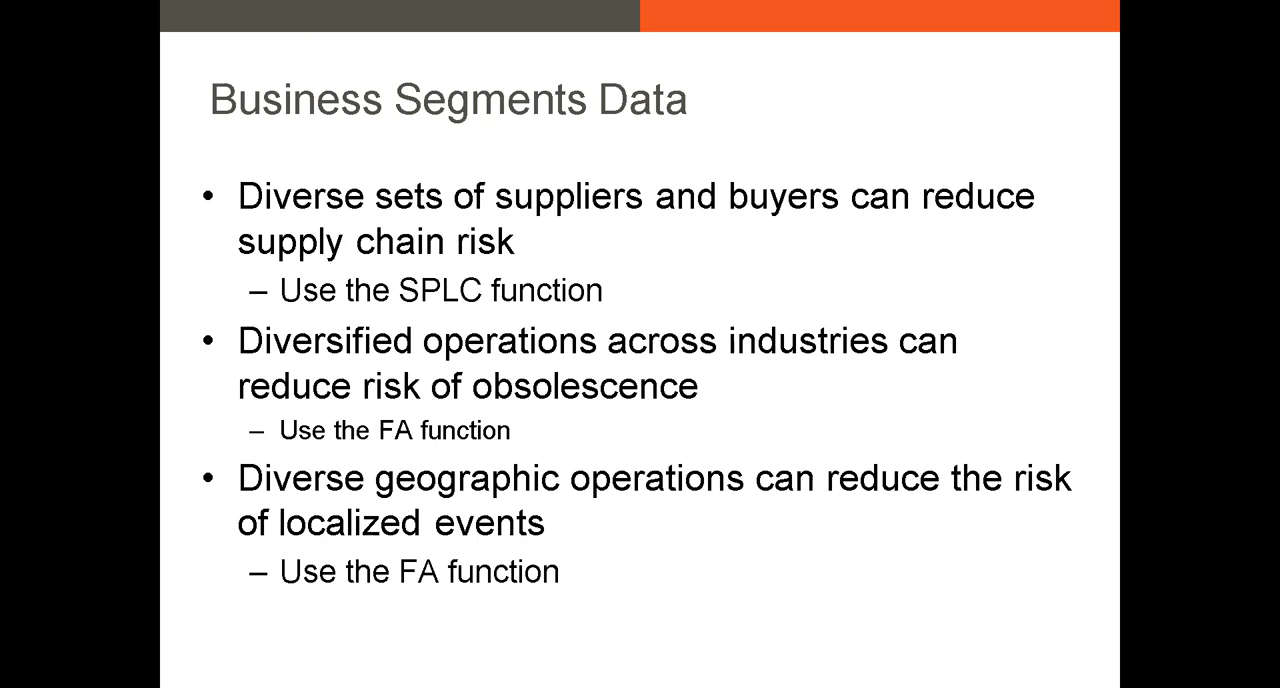 Business Segments Data
• Diverse sets of suppliers and buyers can reduce
supply chain risk
– Use the SPLC function
• Diversified operations across industries can
reduce risk of obsolescence
– Use the FA function
• Diverse geographic operations can reduce the risk
of localized events
– Use the FA function